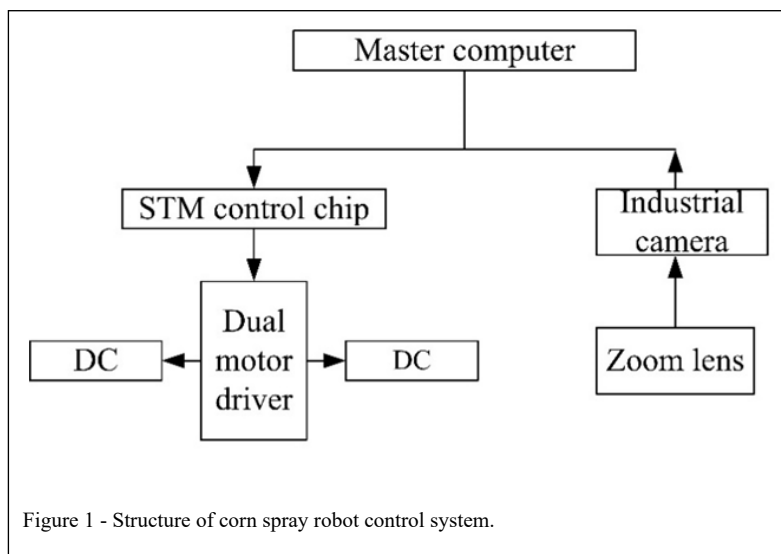 Master computer
STM control chip
Industrial
camera
Dual
motor
driver
DC
DC
Zoom lens
Figure 1 - Structure of corn spray robot control system.